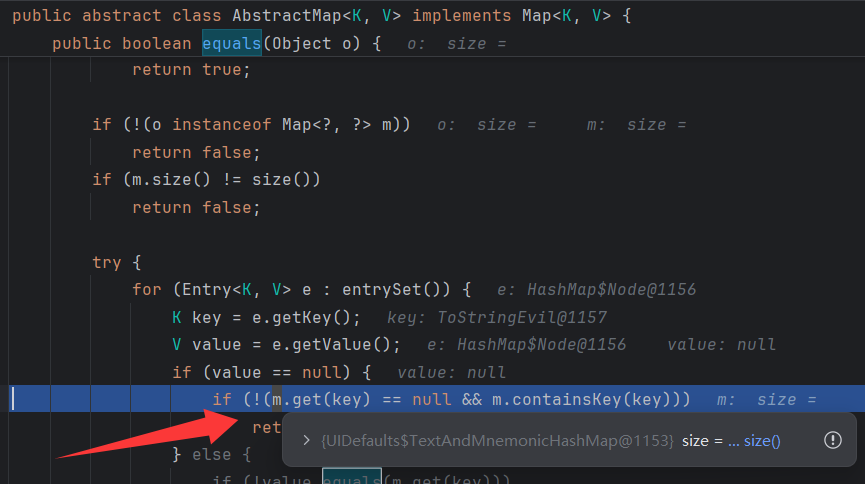 public abstract class AbstractMap<K, V> implements Map<K, V> {
public boolean equals(Object o) {   o:  size =
return true;
if (!(o instanceof Map<?, ?> m))   o:  size =     m:  size =
return false;
if (m.size() != size())
return false;
try {
for (Entry<K, V> e : entrySet()) {   e: HashMap$Node@1156
K key = e.getKey();   key: ToStringEvil@1157
V value = e.getValue();   e: HashMap$Node@1156     value: null
if (value == null) {   value: null
if (!(m.get(key) == null && m.containsKey(key)))   m:  size =
ret
{UIDefaults$TextAndMnemonicHashMap@1153}  size = ... size()
} else {
if (!value.equals(m.get(key)))